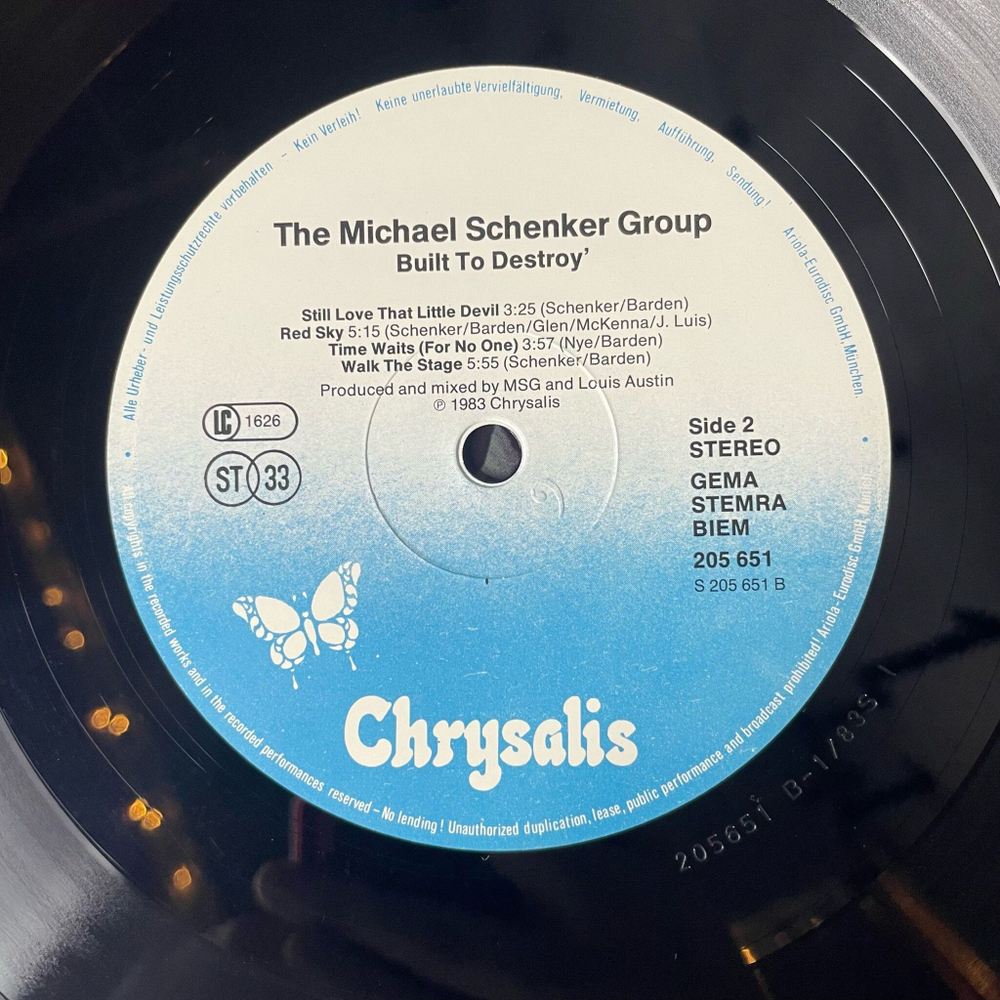 Alle Urheber- und Leistungsschutzrechte vorbehalten – Kein Verleih! Keine unerlaubte Vervielfältigung, Vermietung, Aufführung, Sendung! Ariola-Eurodisc GmbH, München.
The Michael Schenker Group
Built To Destroy’
Still Love That Little Devil 3:25 (Schenker/Barden)
Red Sky 5:15 (Schenker/Barden/Glen/McKenna/J. Luis)
Time Waits (For No One) 3:57 (Nye/Barden)
Walk The Stage 5:55 (Schenker/Barden)
Produced and mixed by MSG and Louis Austin
℗ 1983 Chrysalis
LC 1626
ST 33
Side 2
STEREO
GEMA
STEMRA
BIEM
205 651
S 205 651 B
Chrysalis
All copyrights in the recorded works and in the recorded performances reserved – No lending! Unauthorized duplication, lease, public performance and broadcast prohibited! Ariola-Eurodisc GmbH, Munich.
205651 B-1/83S